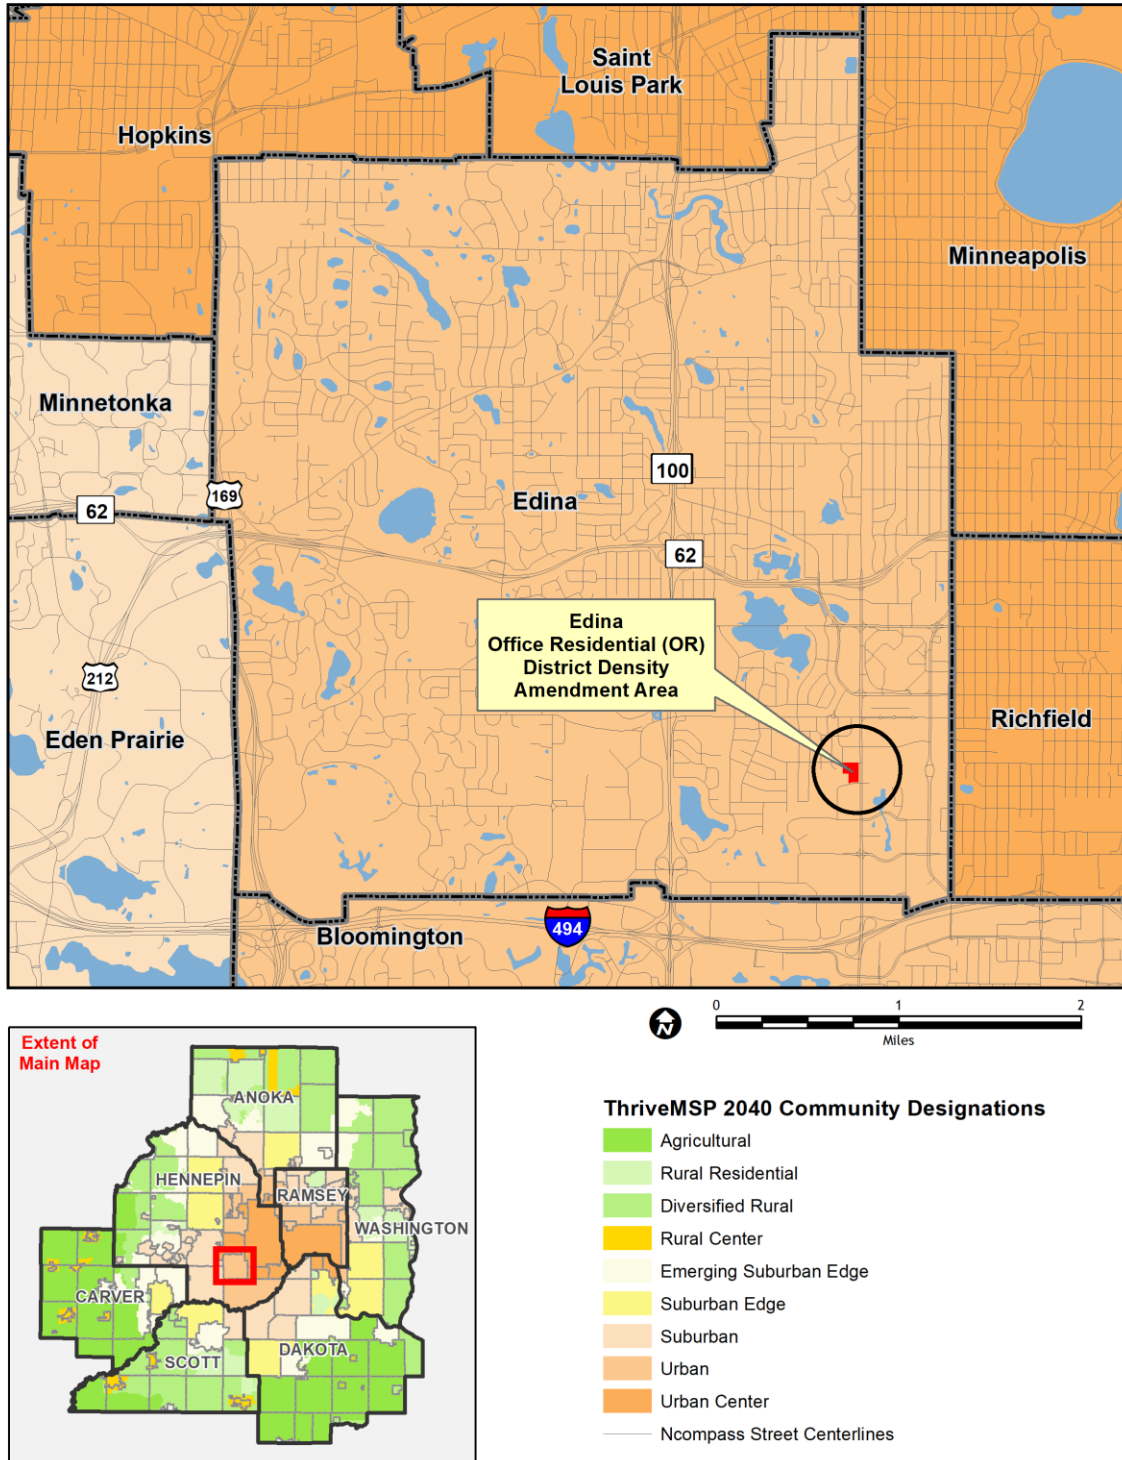 Saint
Louis Park
Hopkins
Minneapolis
Minnetonka
169
100
62
Edina
62
Edina
Office Residential (OR)
District Density
Amendment Area
212
Eden Prairie
Richfield
Bloomington
494
N
0 1 2
Miles
Extent of
Main Map
ANOKA
HENNEPIN
RAMSEY
WASHINGTON
CARVER
SCOTT
DAKOTA
ThriveMSP 2040 Community Designations
Agricultural
Rural Residential
Diversified Rural
Rural Center
Emerging Suburban Edge
Suburban Edge
Suburban
Urban
Urban Center
Ncompass Street Centerlines